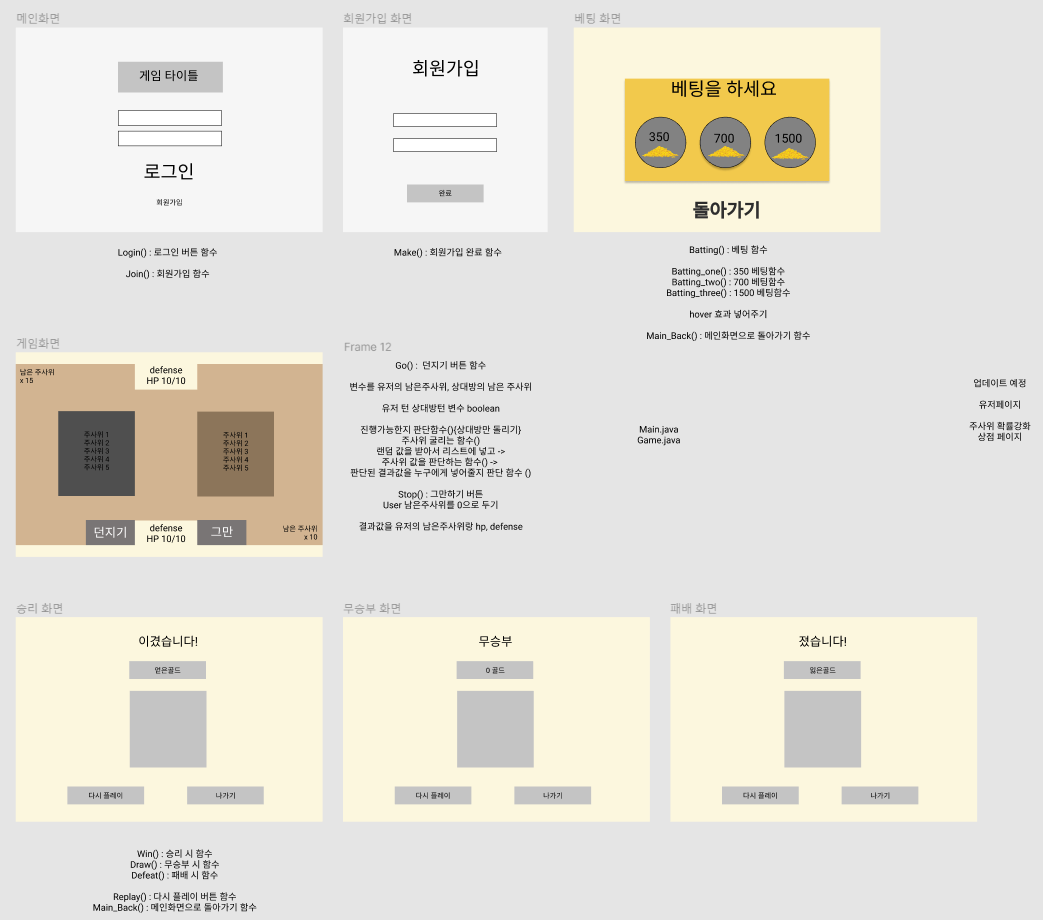 메인화면
게임 타이틀
로그인
회원가입
Login() : 로그인 버튼 함수
Join() : 회원가입 함수
회원가입 화면
회원가입
완료
Make() : 회원가입 완료 함수
베팅 화면
베팅을 하세요
350
700
1500
돌아가기
Batting() : 베팅 함수
Batting_one() : 350 베팅함수
Batting_two() : 700 베팅함수
Batting_three() : 1500 베팅함수
hover 효과 넣어주기
Main_Back() : 메인화면으로 돌아가기 함수
게임화면
남은 주사위
x 15
defense
HP 10/10
주사위 1
주사위 2
주사위 3
주사위 4
주사위 5
주사위 1
주사위 2
주사위 3
주사위 4
주사위 5
던지기
defense
HP 10/10
그만
남은 주사위
x 10
Frame 12
Go() : 던지기 버튼 함수
변수를 유저의 남은주사위, 상대방의 남은 주사위
유저 턴 상대방턴 변수 boolean
진행가능한지 판단함수(){상대방만 돌리기}
주사위 굴리는 함수()
랜덤 값을 받아서 리스트에 넣고 ->
주사위 값을 판단하는 함수() ->
판단된 결과값을 누구에게 넣어줄지 판단 함수 ()
Stop() : 그만하기 버튼
User 남은주사위를 0으로 두기
결과값을 유저의 남은주사위랑 hp, defense
Main.java
Game.java
업데이트 예정
유저페이지
주사위 확률강화
상점 페이지
승리 화면
이겼습니다!
얻은골드
다시 플레이
나가기
Win() : 승리 시 함수
Draw() : 무승부 시 함수
Defeat() : 패배 시 함수
Replay() : 다시 플레이 버튼 함수
Main_Back() : 메인화면으로 돌아가기 함수
무승부 화면
무승부
0 골드
다시 플레이
나가기
패배 화면
졌습니다!
잃은골드
다시 플레이
나가기